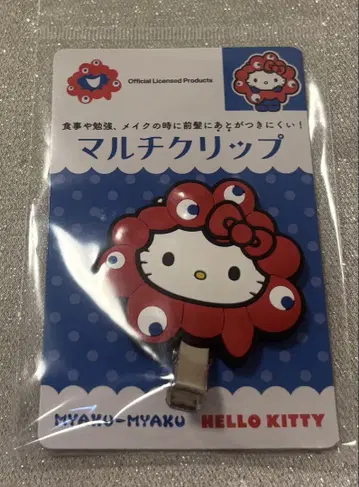 Official Licensed Products
食事や勉強、メイクの時に前髪にあとがつきにくい！
マルチクリップ
MYAKU-MYAKU HELLO KITTY